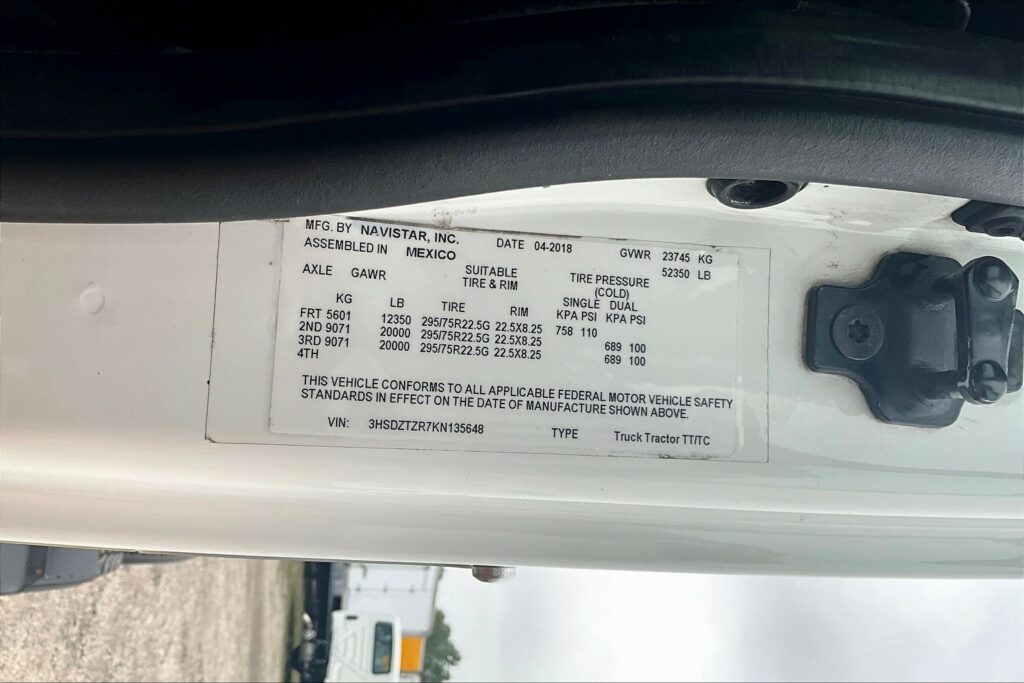 MFG. BY NAVISTAR, INC. DATE 04-2018 GVWR 23745 KG
ASSEMBLED IN MEXICO 52350 LB
AXLE GAWR SUITABLE TIRE PRESSURE
TIRE & RIM (COLD)
KG LB TIRE RIM SINGLE DUAL
KPA PSI KPA PSI
FRT 5601 12350 295/75R22.5G 22.5X8.25 758 110
2ND 9071 20000 295/75R22.5G 22.5X8.25 689 100
3RD 9071 20000 295/75R22.5G 22.5X8.25 689 100
4TH
THIS VEHICLE CONFORMS TO ALL APPLICABLE FEDERAL MOTOR VEHICLE SAFETY
STANDARDS IN EFFECT ON THE DATE OF MANUFACTURE SHOWN ABOVE.
VIN: 3HSDZTZR7KN135648 TYPE Truck Tractor TT/TC